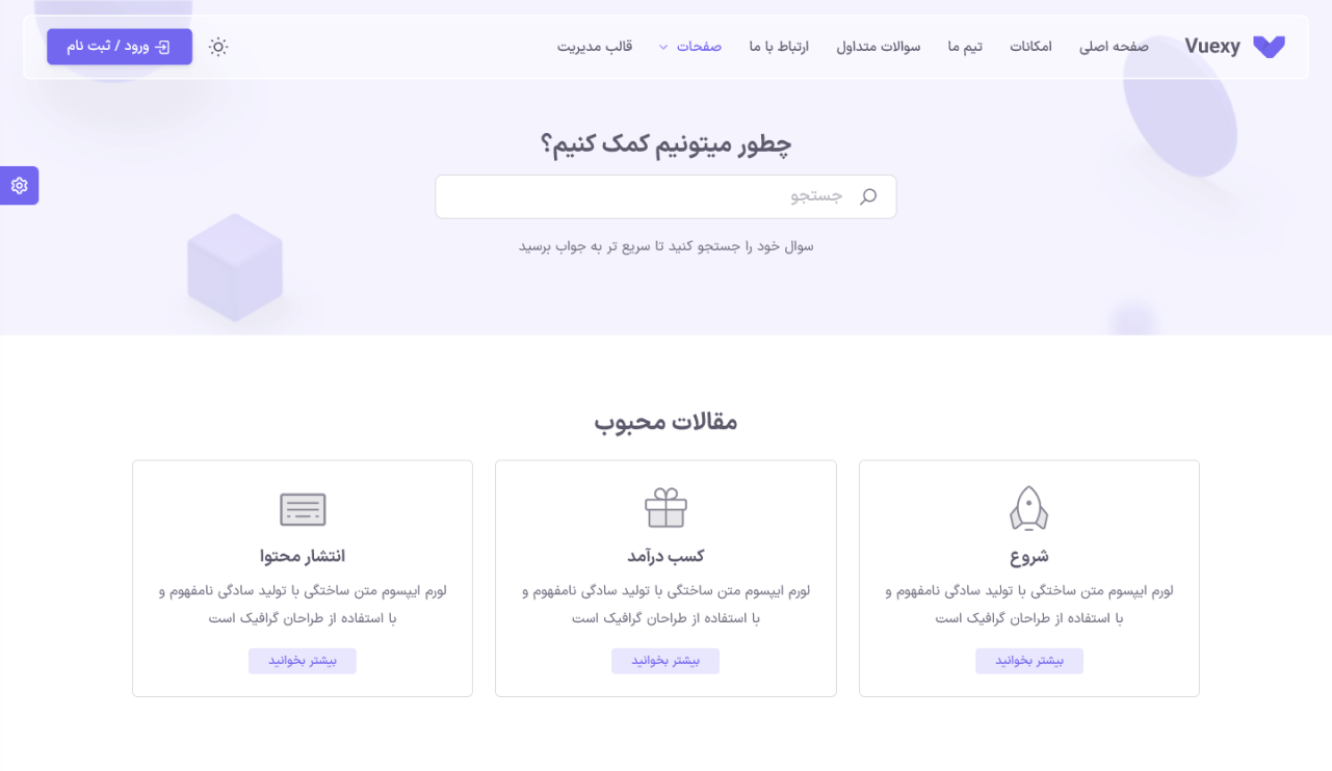 Vuexy
صفحه اصلی
امکانات
تیم ما
سوالات متداول
ارتباط با ما
صفحات
قالب مدیریت
ورود / ثبت نام
چطور میتونیم کمک کنیم؟
جستجو
سوال خود را جستجو کنید تا سریع تر به جواب برسید
مقالات محبوب
شروع
لورم ایپسوم متن ساختگی با تولید سادگی نامفهوم و
با استفاده از طراحان گرافیک است
بیشتر بخوانید
کسب درآمد
لورم ایپسوم متن ساختگی با تولید سادگی نامفهوم و
با استفاده از طراحان گرافیک است
بیشتر بخوانید
انتشار محتوا
لورم ایپسوم متن ساختگی با تولید سادگی نامفهوم و
با استفاده از طراحان گرافیک است
بیشتر بخوانید